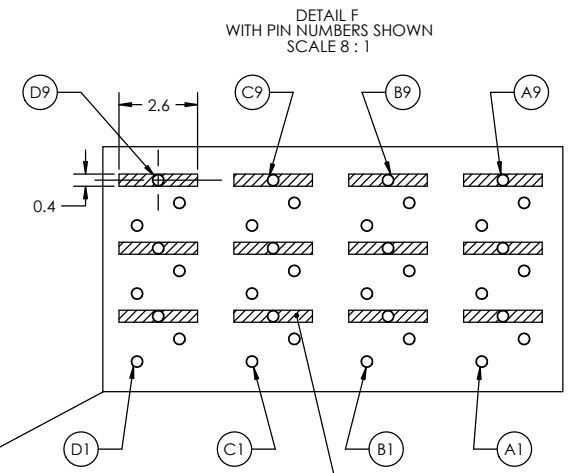 DETAIL F
WITH PIN NUMBERS SHOWN
SCALE 8 : 1
D9
2.6
C9
B9
A9
0.4
D1
C1
B1
A1